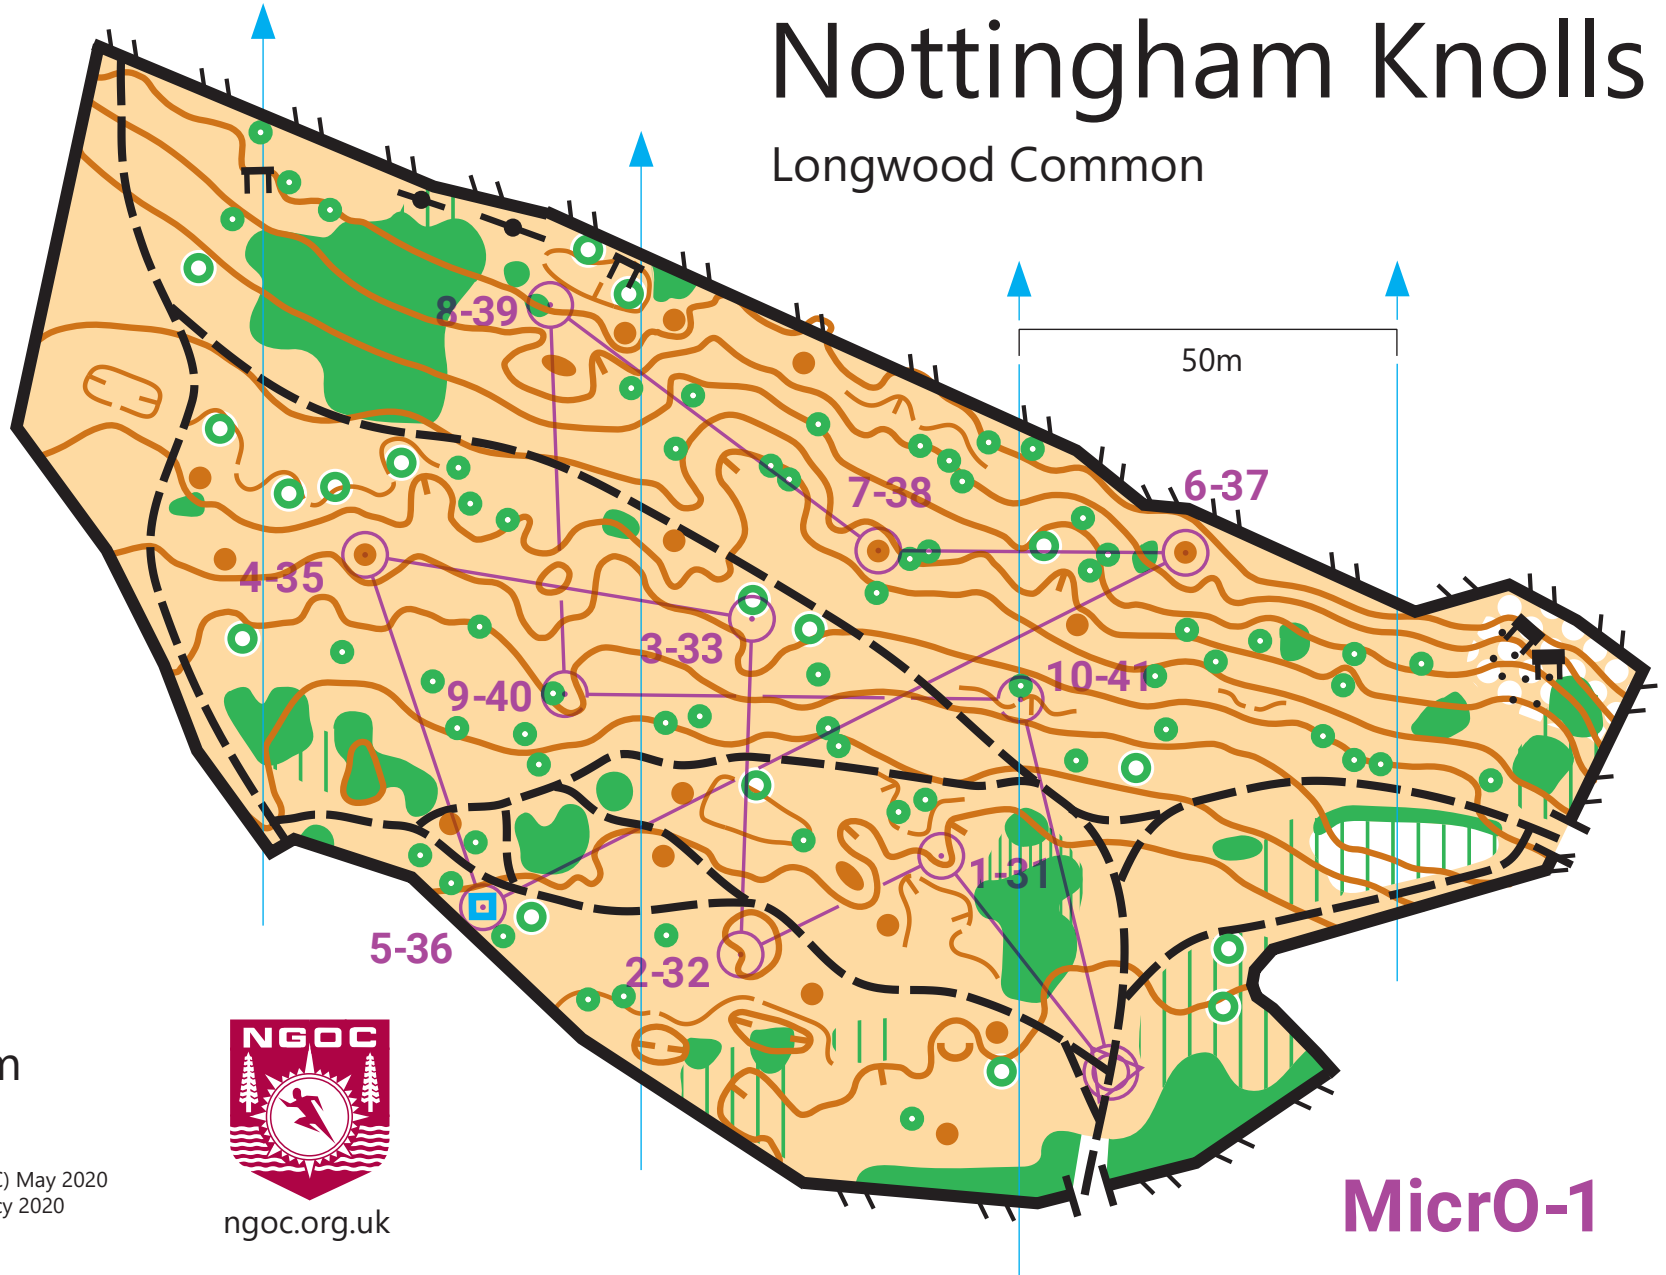 Nottingham Knolls
Longwood Common
50m
8-39
7-38
6-37
4-35
3-33
9-40
10-41
1-31
5-36
2-32
m
NGOC
C) May 2020
cy 2020
ngoc.org.uk
MicrO-1